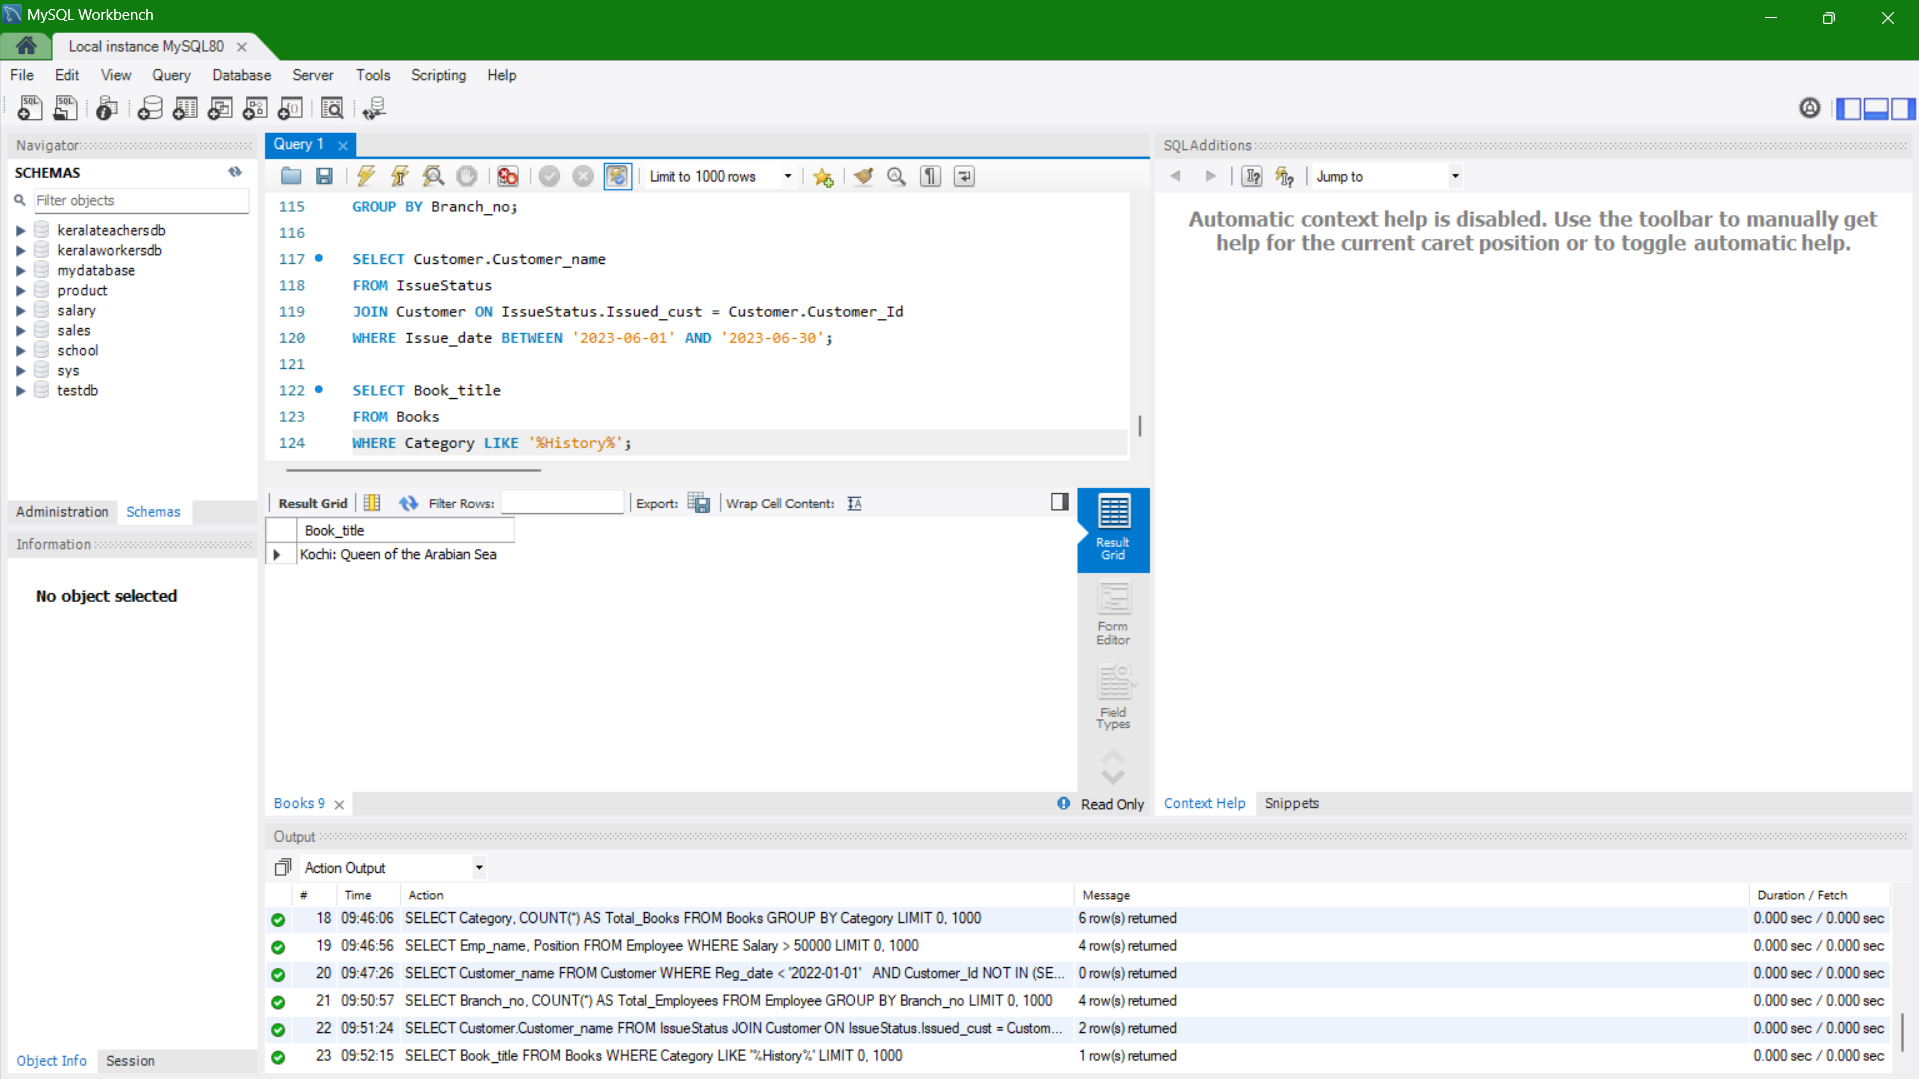 MySQL Workbench
Local instance MySQL80
File Edit View Query Database Server Tools Scripting Help
Navigator
SCHEMAS
Filter objects
keralateachersdb
keralaworkersdb
mydatabase
product
salary
sales
school
sys
testdb
Administration Schemas
Information
No object selected
Object Info Session
Query 1
Limit to 1000 rows
115 GROUP BY Branch_no;
116
117 SELECT Customer.Customer_name
118 FROM IssueStatus
119 JOIN Customer ON IssueStatus.Issued_cust = Customer.Customer_Id
120 WHERE Issue_date BETWEEN '2023-06-01' AND '2023-06-30';
121
122 SELECT Book_title
123 FROM Books
124 WHERE Category LIKE '%History%';
Result Grid Filter Rows: Export: Wrap Cell Content:
Book_title
Kochi: Queen of the Arabian Sea
Result
Grid
Form
Editor
Field
Types
Books 9 Read Only
SQLAdditions
Jump to
Automatic context help is disabled. Use the toolbar to manually get
help for the current caret position or to toggle automatic help.
Context Help Snippets
Output
Action Output
# Time Action Message Duration / Fetch
18 09:46:06 SELECT Category, COUNT(*) AS Total_Books FROM Books GROUP BY Category LIMIT 0, 1000 6 row(s) returned 0.000 sec / 0.000 sec
19 09:46:56 SELECT Emp_name, Position FROM Employee WHERE Salary > 50000 LIMIT 0, 1000 4 row(s) returned 0.000 sec / 0.000 sec
20 09:47:26 SELECT Customer_name FROM Customer WHERE Reg_date < '2022-01-01' AND Customer_Id NOT IN (SE... 0 row(s) returned 0.000 sec / 0.000 sec
21 09:50:57 SELECT Branch_no, COUNT(*) AS Total_Employees FROM Employee GROUP BY Branch_no LIMIT 0, 1000 4 row(s) returned 0.000 sec / 0.000 sec
22 09:51:24 SELECT Customer.Customer_name FROM IssueStatus JOIN Customer ON IssueStatus.Issued_cust = Custom... 2 row(s) returned 0.000 sec / 0.000 sec
23 09:52:15 SELECT Book_title FROM Books WHERE Category LIKE '%History%' LIMIT 0, 1000 1 row(s) returned 0.000 sec / 0.000 sec